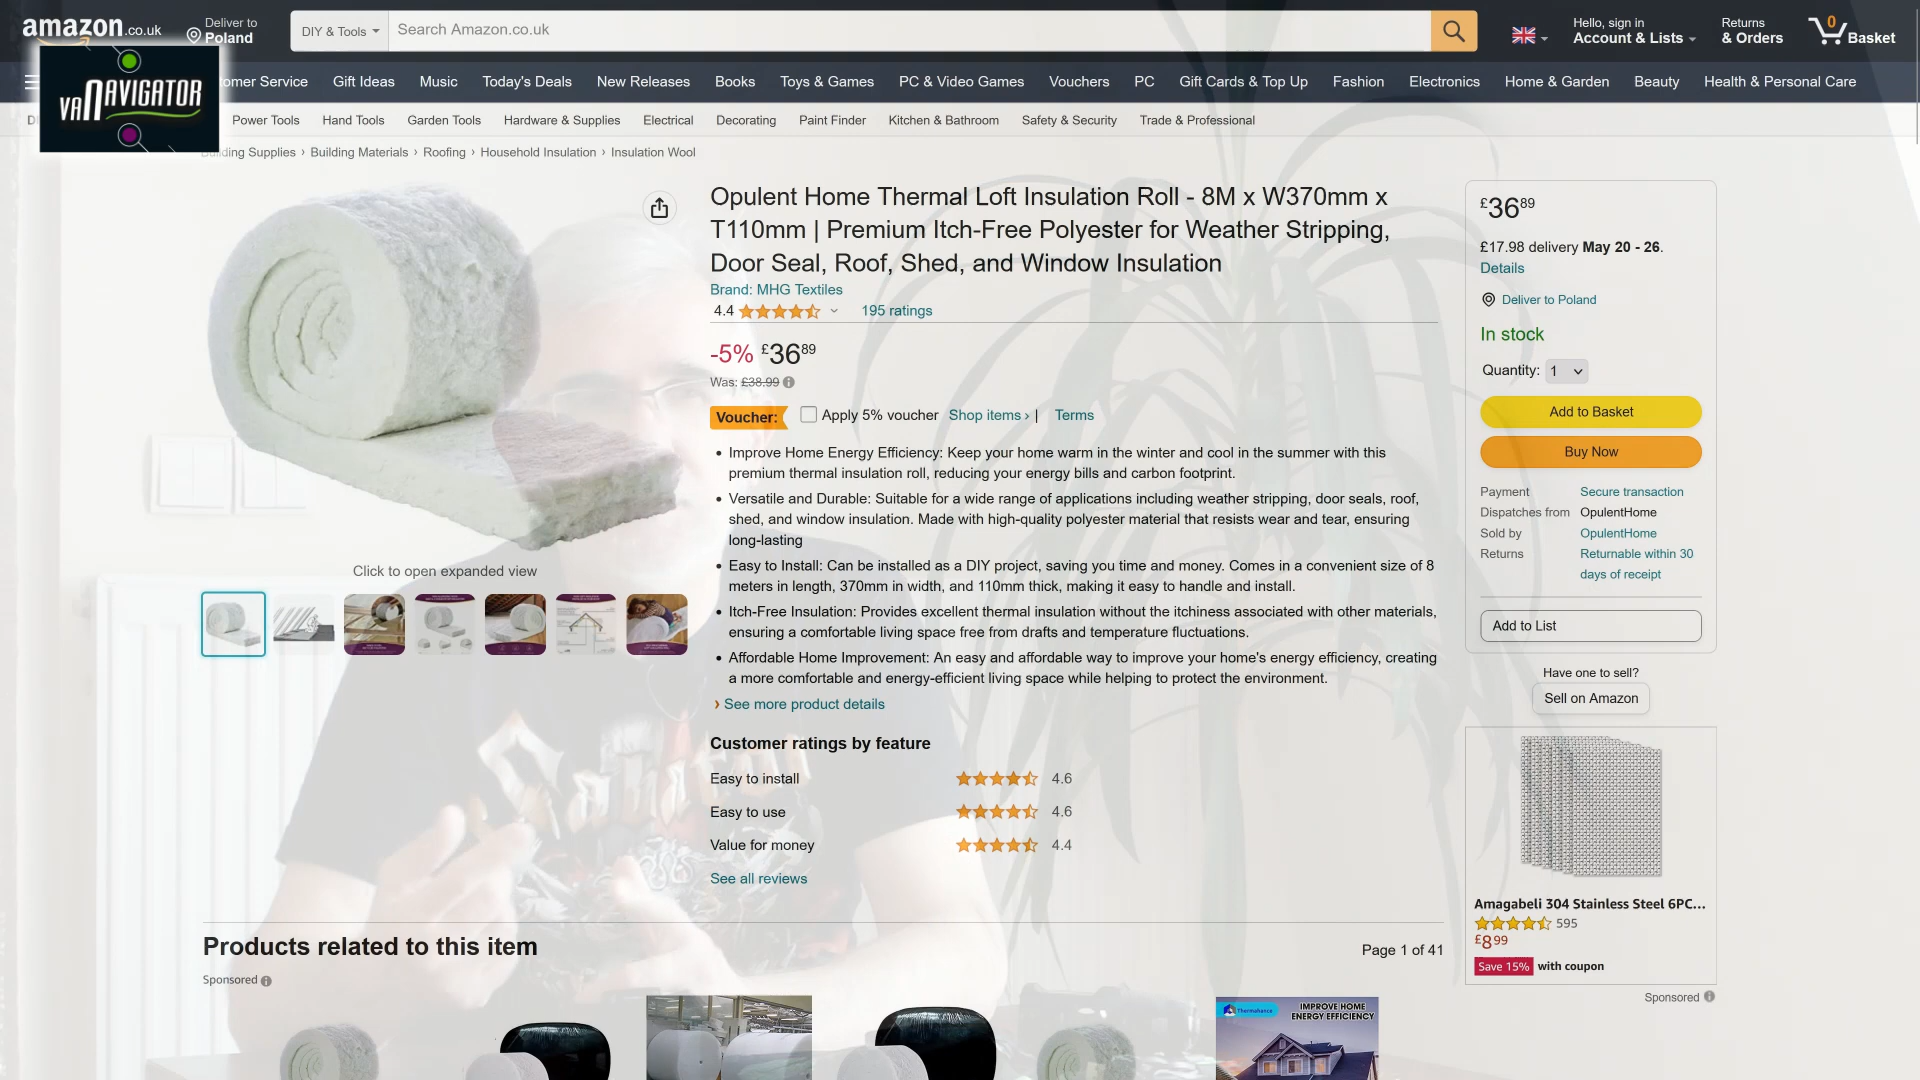 amazon.co.uk
Deliver to
Poland
DIY & Tools
Search Amazon.co.uk
Hello, sign in
Account & Lists
Returns
& Orders
0
Basket
VANAVIGATOR
Customer Service
Gift Ideas
Music
Today's Deals
New Releases
Books
Toys & Games
PC & Video Games
Vouchers
PC
Gift Cards & Top Up
Fashion
Electronics
Home & Garden
Beauty
Health & Personal Care
Power Tools
Hand Tools
Garden Tools
Hardware & Supplies
Electrical
Decorating
Paint Finder
Kitchen & Bathroom
Safety & Security
Trade & Professional
Building Supplies › Building Materials › Roofing › Household Insulation › Insulation Wool
Opulent Home Thermal Loft Insulation Roll - 8M x W370mm x
T110mm | Premium Itch-Free Polyester for Weather Stripping,
Door Seal, Roof, Shed, and Window Insulation
Brand: MHG Textiles
4.4
195 ratings
-5% £36 89
Was: £38.99
Voucher:
Apply 5% voucher Shop items › | Terms
• Improve Home Energy Efficiency: Keep your home warm in the winter and cool in the summer with this
premium thermal insulation roll, reducing your energy bills and carbon footprint.
• Versatile and Durable: Suitable for a wide range of applications including weather stripping, door seals, roof,
shed, and window insulation. Made with high-quality polyester material that resists wear and tear, ensuring
long-lasting
• Easy to Install: Can be installed as a DIY project, saving you time and money. Comes in a convenient size of 8
meters in length, 370mm in width, and 110mm thick, making it easy to handle and install.
• Itch-Free Insulation: Provides excellent thermal insulation without the itchiness associated with other materials,
ensuring a comfortable living space free from drafts and temperature fluctuations.
• Affordable Home Improvement: An easy and affordable way to improve your home's energy efficiency, creating
a more comfortable and energy-efficient living space while helping to protect the environment.
› See more product details
Customer ratings by feature
Easy to install 4.6
Easy to use 4.6
Value for money 4.4
See all reviews
Click to open expanded view
£36 89
£17.98 delivery May 20 - 26.
Details
Deliver to Poland
In stock
Quantity: 1
Add to Basket
Buy Now
Payment Secure transaction
Dispatches from OpulentHome
Sold by OpulentHome
Returns Returnable within 30
days of receipt
Add to List
Have one to sell?
Sell on Amazon
Amagabeli 304 Stainless Steel 6PC...
595
£8 99
Save 15% with coupon
Sponsored
Products related to this item
Page 1 of 41
Sponsored
Thermahance
IMPROVE HOME
ENERGY EFFICIENCY